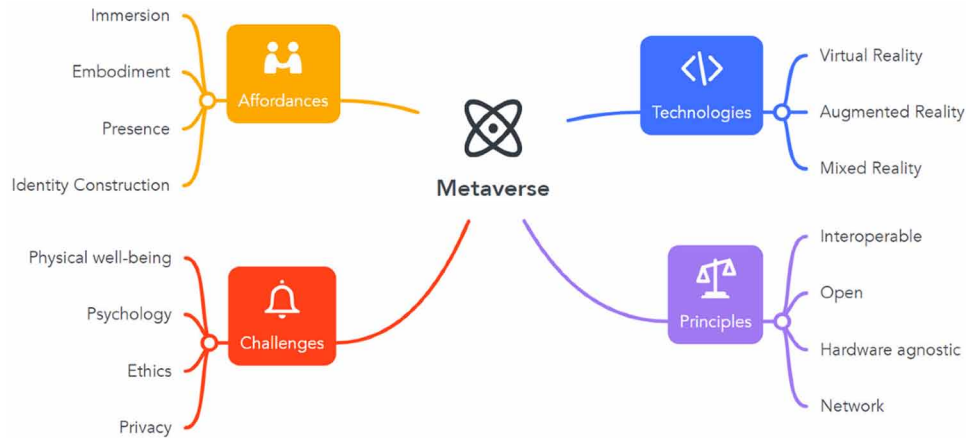 Immersion
Embodiment
Presence
Identity Construction
Affordances
Technologies
Virtual Reality
Augmented Reality
Mixed Reality
Metaverse
Physical well-being
Psychology
Ethics
Privacy
Challenges
Principles
Interoperable
Open
Hardware agnostic
Network